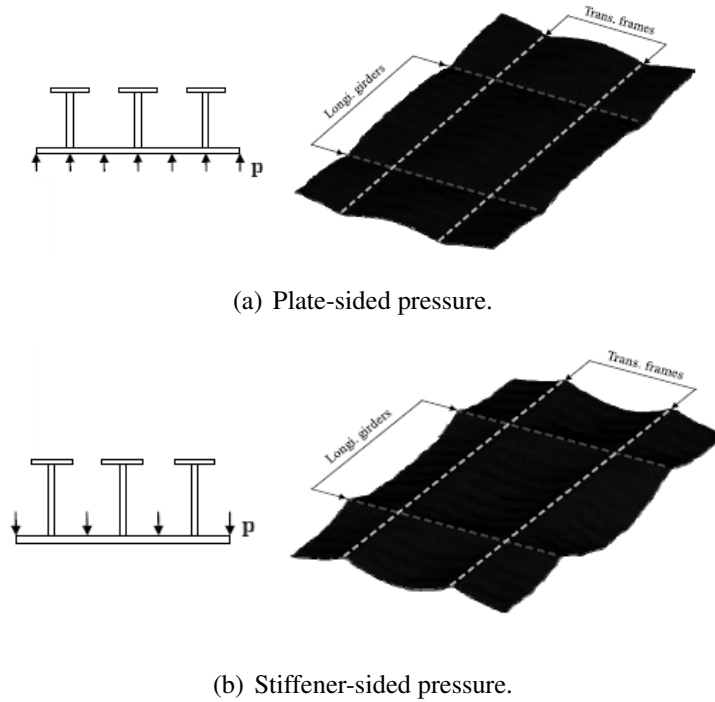 Trans. frames
Longi. girders
p
(a) Plate-sided pressure.
Trans. frames
Longi. girders
p
(b) Stiffener-sided pressure.